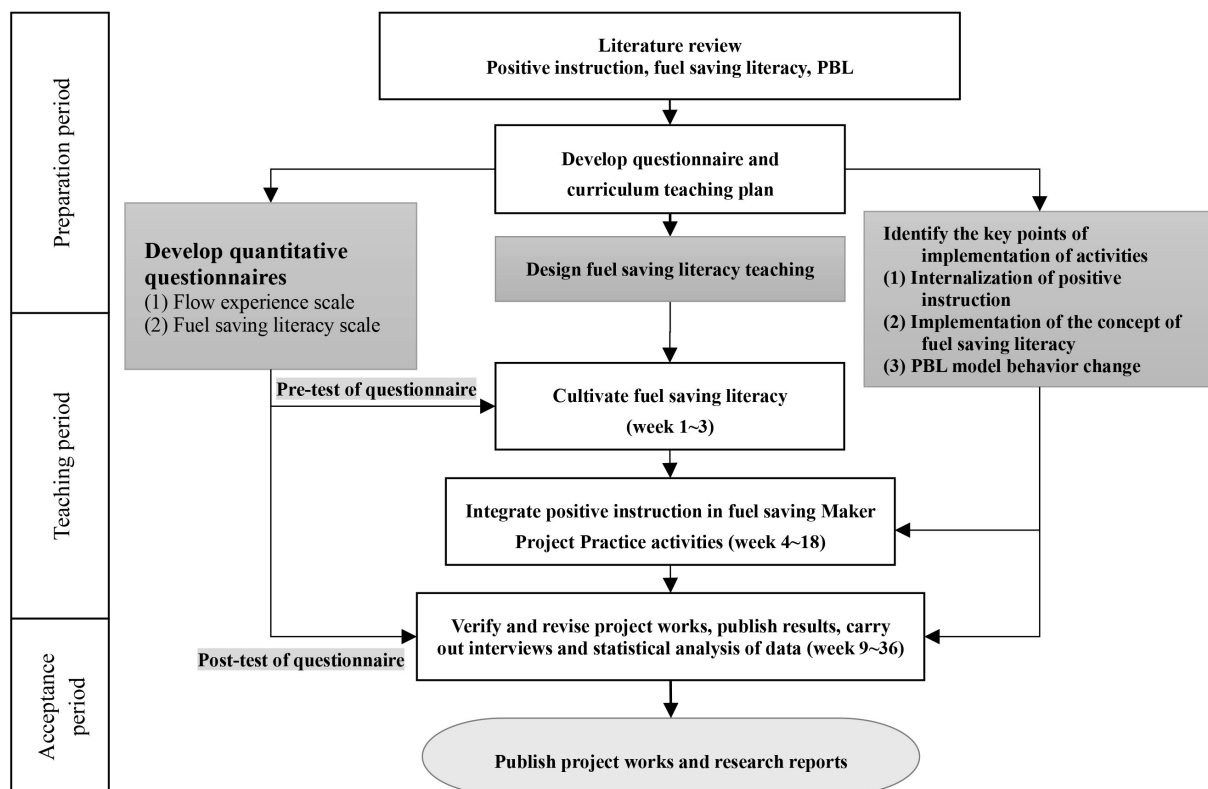 Preparation period
Teaching period
Acceptance
period
Literature review
Positive instruction, fuel saving literacy, PBL
Develop questionnaire and
curriculum teaching plan
Develop quantitative
questionnaires
(1) Flow experience scale
(2) Fuel saving literacy scale
Design fuel saving literacy teaching
Identify the key points of
implementation of activities
(1) Internalization of positive
instruction
(2) Implementation of the concept of
fuel saving literacy
(3) PBL model behavior change
Pre-test of questionnaire
Cultivate fuel saving literacy
(week 1~3)
Integrate positive instruction in fuel saving Maker
Project Practice activities (week 4~18)
Verify and revise project works, publish results, carry
out interviews and statistical analysis of data (week 9~36)
Post-test of questionnaire
Publish project works and research reports